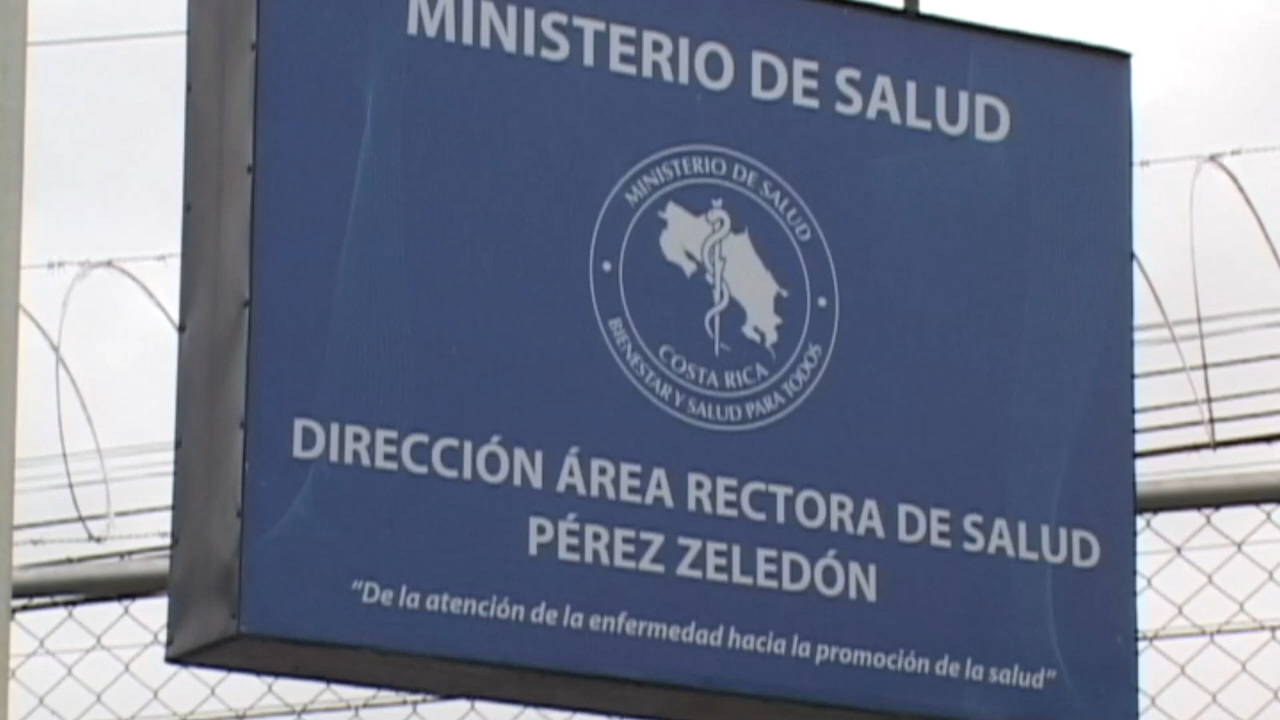 MINISTERIO DE SALUD
MINISTERIO DE SALUD
COSTA RICA
BIENESTAR Y SALUD PARA TODOS
DIRECCIÓN ÁREA RECTORA DE SALUD
PÉREZ ZELEDÓN
“De la atención de la enfermedad hacia la promoción de la salud”